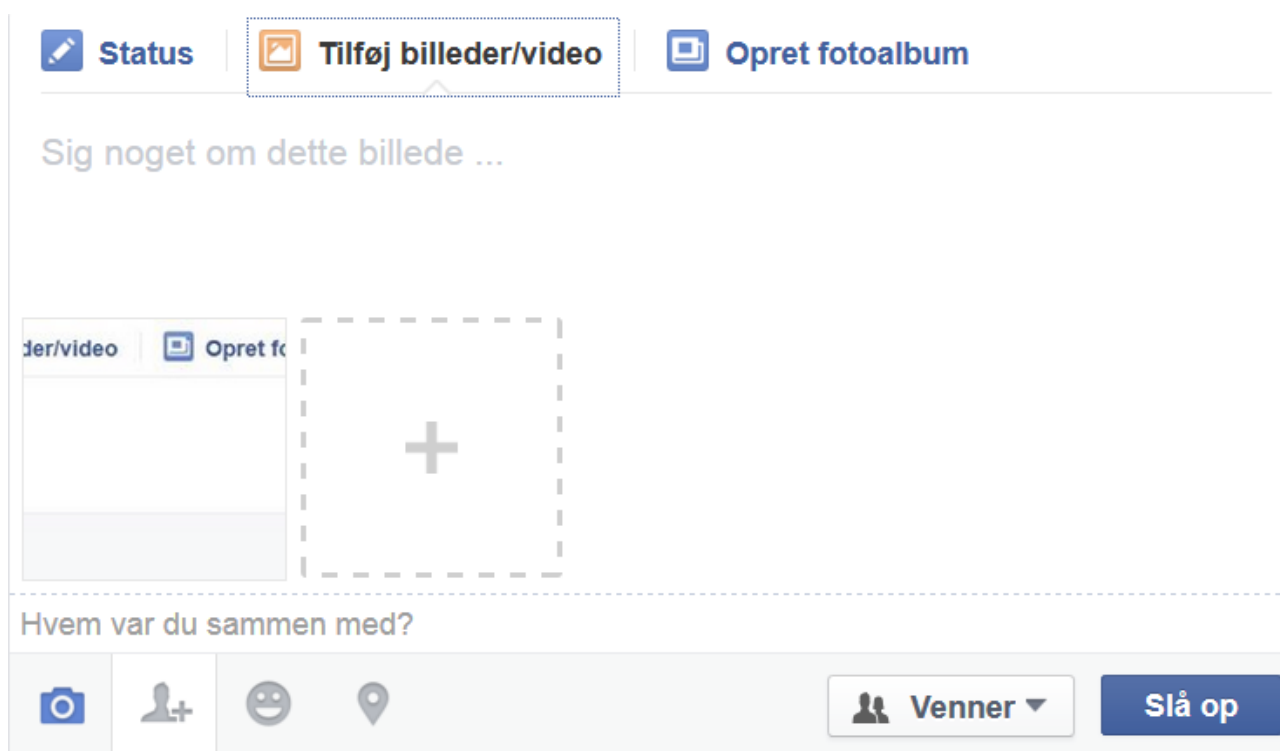 Status Tilføj billeder/video Opret fotoalbum
Sig noget om dette billede ...
der/video Opret fo
Hvem var du sammen med?
Venner Slå op